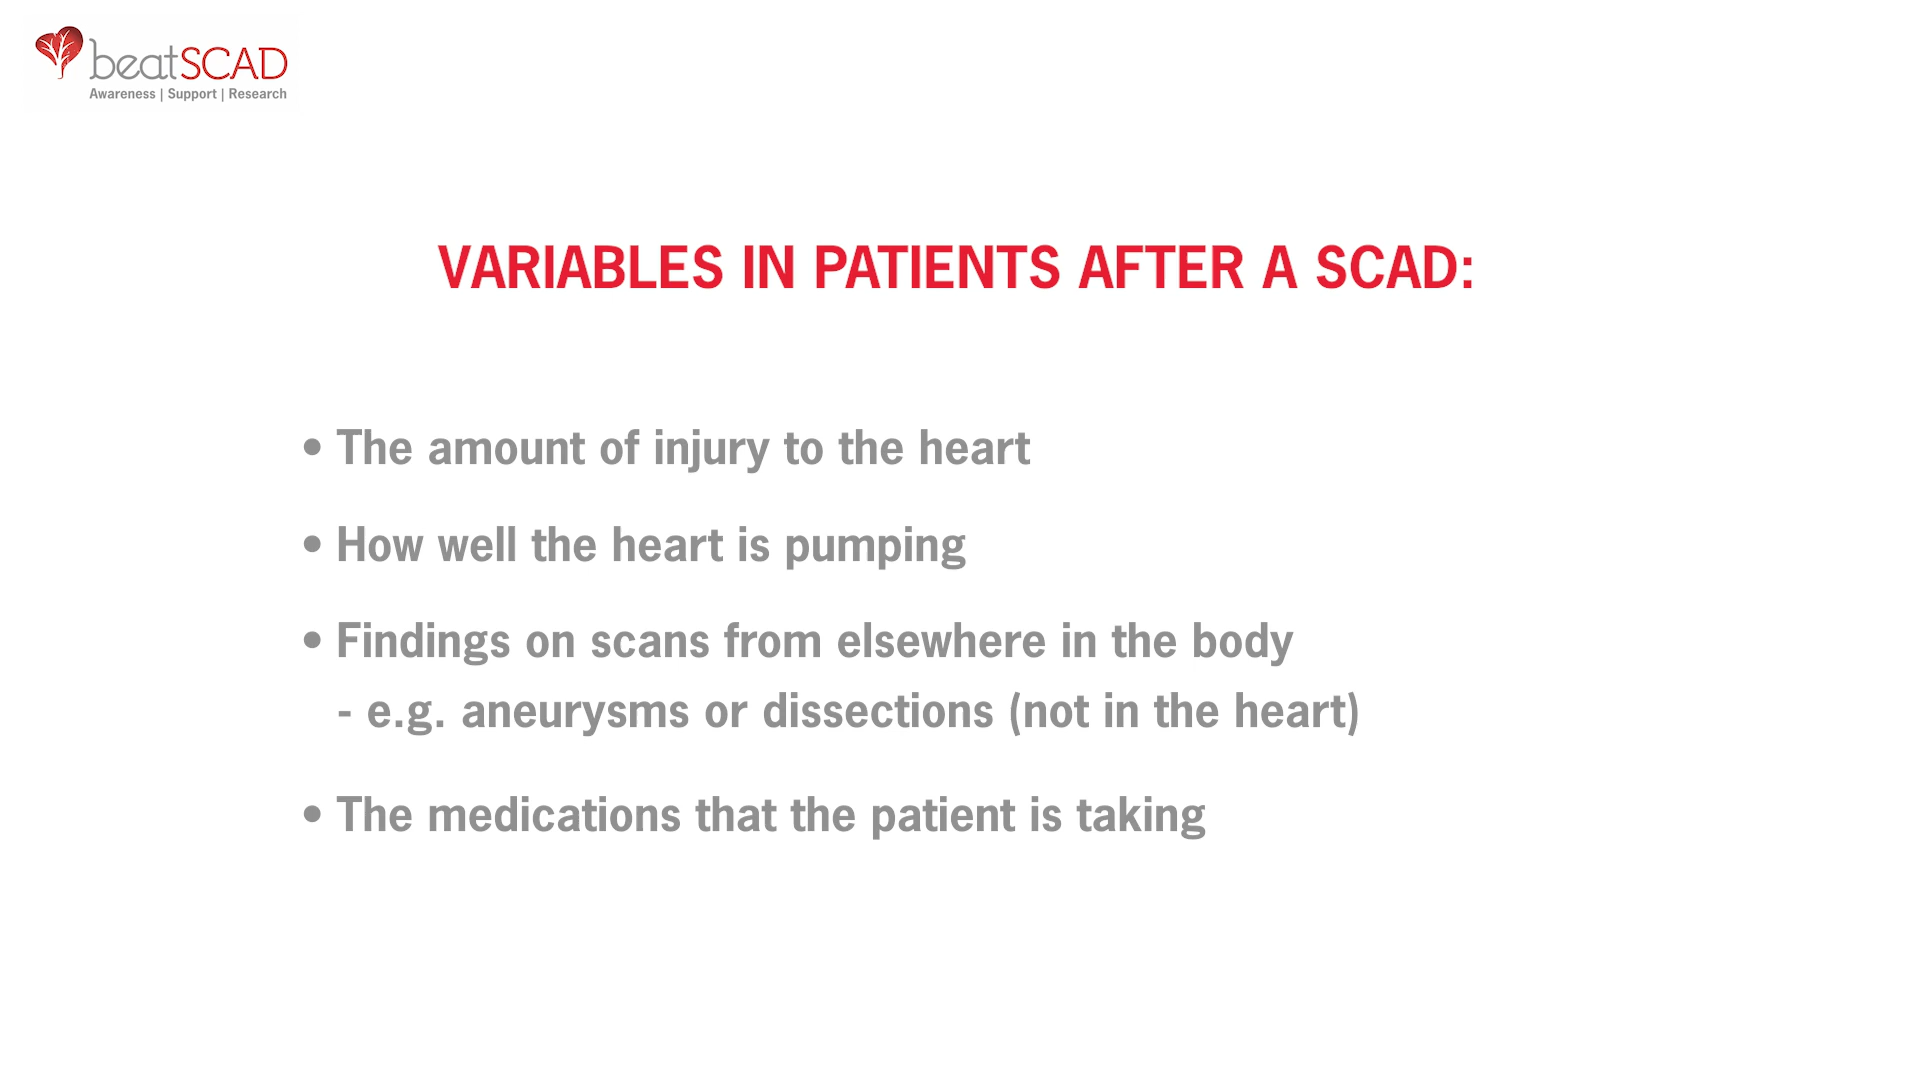 beatSCAD
Awareness | Support | Research
VARIABLES IN PATIENTS AFTER A SCAD:
• The amount of injury to the heart
• How well the heart is pumping
• Findings on scans from elsewhere in the body
- e.g. aneurysms or dissections (not in the heart)
• The medications that the patient is taking